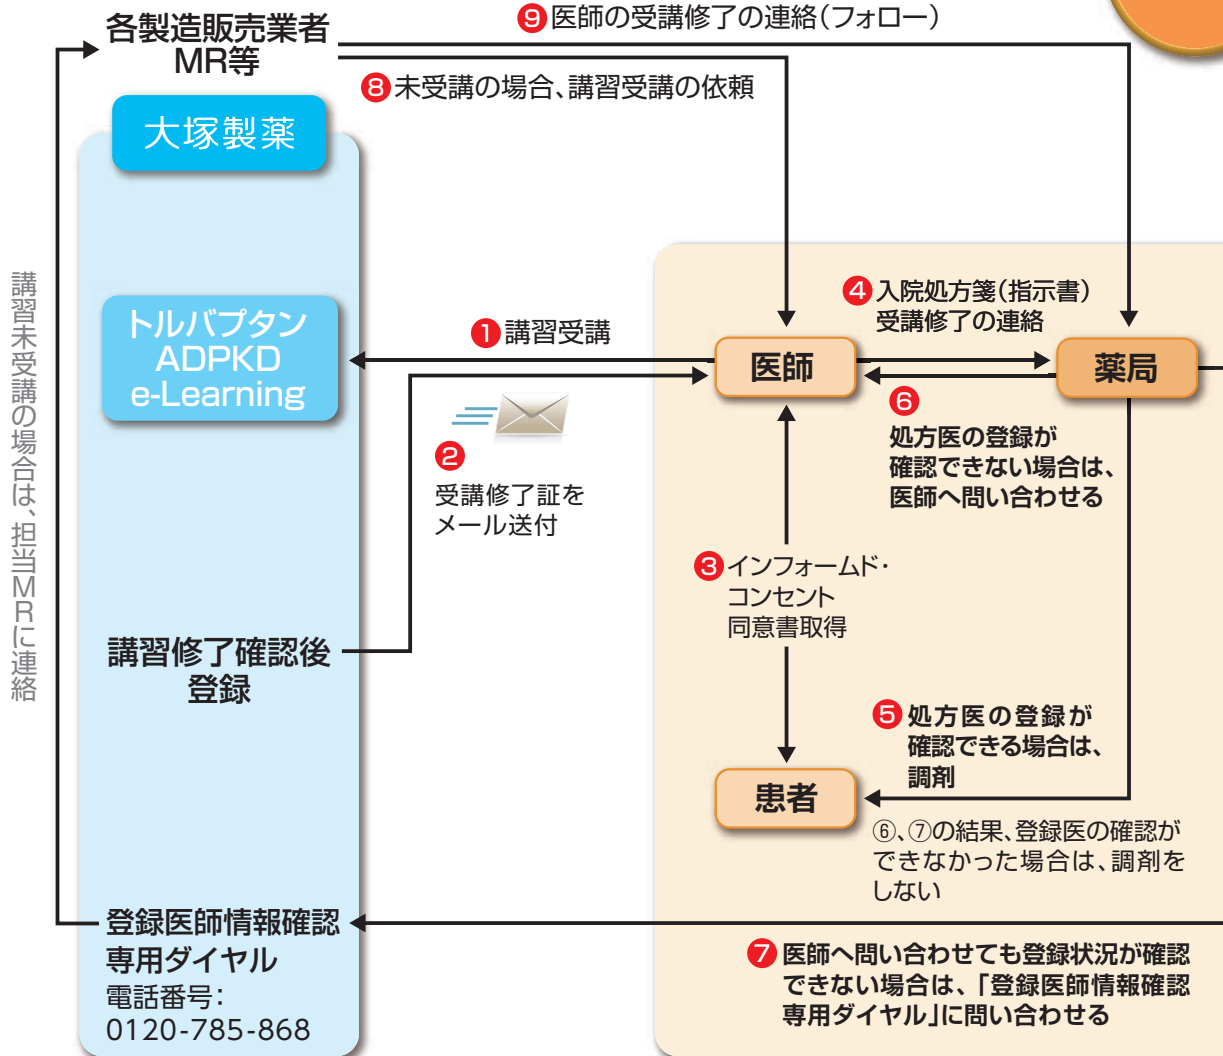 各製造販売業者
MR等
❾医師の受講修了の連絡（フォロー）
❽未受講の場合、講習受講の依頼
大塚製薬
講習未受講の場合は、担当MRに連絡
トルバプタン
ADPKD
e-Learning
❶講習受講
❷
受講修了証を
メール送付
医師
❹入院処方箋（指示書）
受講修了の連絡
薬局
❻
処方医の登録が
確認できない場合は、
医師へ問い合わせる
❸インフォームド・
コンセント
同意書取得
講習修了確認後
登録
❺処方医の登録が
確認できる場合は、
調剤
患者
⑥、⑦の結果、登録医の確認が
できなかった場合は、調剤を
しない
登録医師情報確認
専用ダイヤル
電話番号：
0120-785-868
❼医師へ問い合わせても登録状況が確認
できない場合は、「登録医師情報確認
専用ダイヤル」に問い合わせる